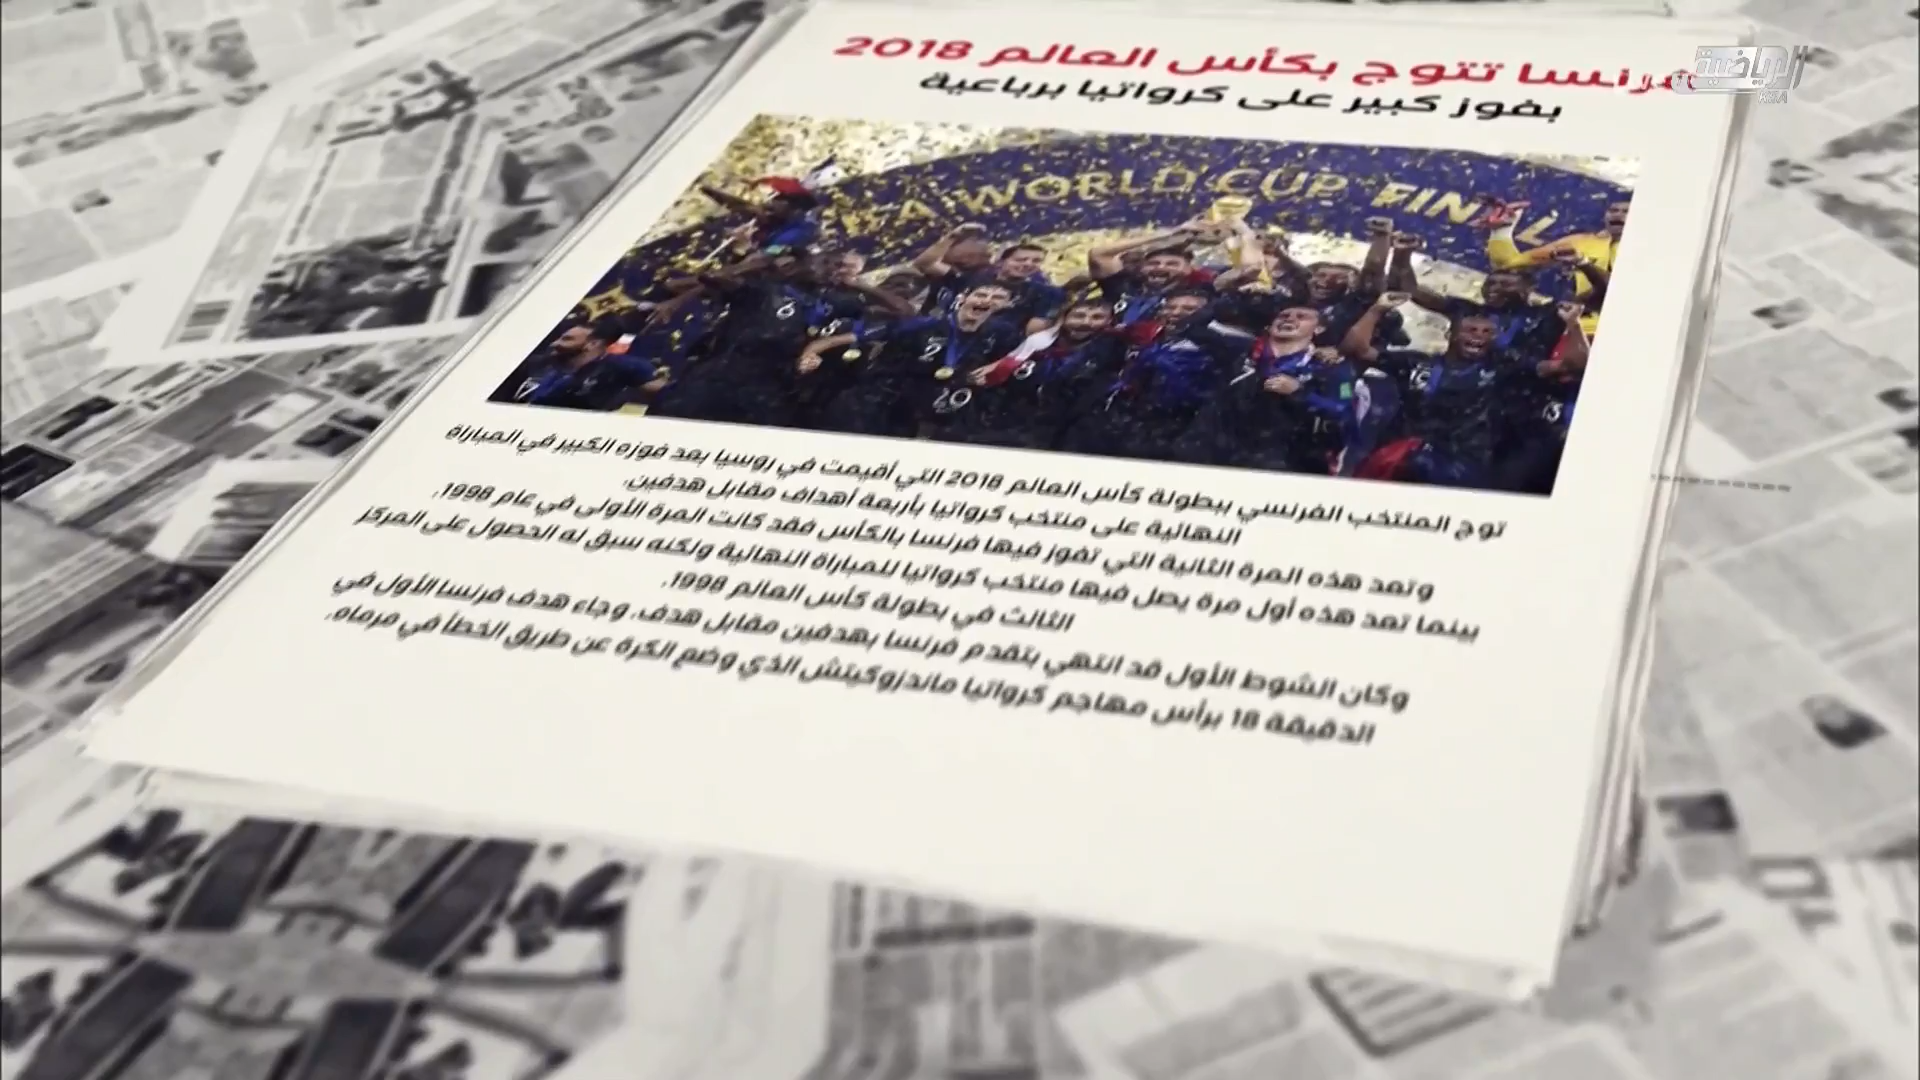 فرنسا تتوج بكأس العالم 2018
بفوز كبير على كرواتيا برباعية
الرياضية
KSA
FIFA WORLD CUP FINAL
توج المنتخب الفرنسي ببطولة كأس العالم 2018 التي أقيمت في روسيا بعد فوزه الكبير في المباراة
النهائية على منتخب كرواتيا بأربعة أهداف مقابل هدفين.
وتعد هذه المرة الثانية التي تفوز فيها فرنسا بالكأس فقد كانت المرة الأولى في عام 1998.
بينما تعد هذه أول مرة يصل فيها منتخب كرواتيا للمباراة النهائية ولكنه سبق له الحصول على المركز
الثالث في بطولة كأس العالم 1998.
وكان الشوط الأول قد انتهي بتقدم فرنسا بهدفين مقابل هدف. وجاء هدف فرنسا الأول في
الدقيقة 18 برأس مهاجم كرواتيا ماندزوكيتش الذي وضع الكرة عن طريق الخطأ في مرماه.